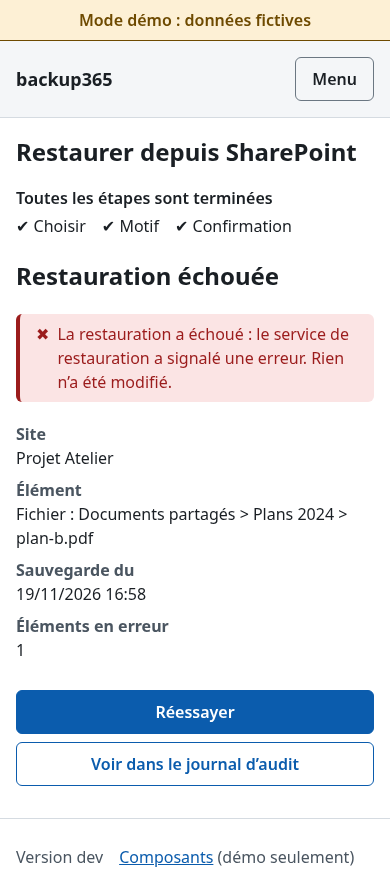 Mode démo : données fictives
backup365
Menu
Restaurer depuis SharePoint
Toutes les étapes sont terminées
✔ Choisir ✔ Motif ✔ Confirmation
Restauration échouée
✖ La restauration a échoué : le service de
restauration a signalé une erreur. Rien
n’a été modifié.
Site
Projet Atelier
Élément
Fichier : Documents partagés > Plans 2024 >
plan-b.pdf
Sauvegarde du
19/11/2026 16:58
Éléments en erreur
1
Réessayer
Voir dans le journal d’audit
Version dev Composants (démo seulement)